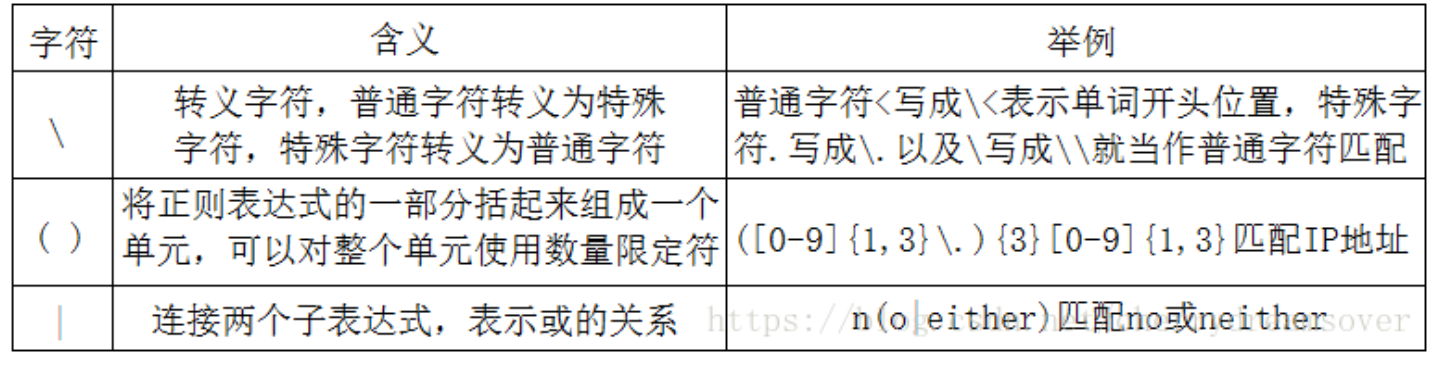 字符 含义 举例
\ 转义字符，普通字符转义为特殊
字符，特殊字符转义为普通字符
普通字符<写成\<表示单词开头位置，特殊字
符.写成\.以及\写成\\就当作普通字符匹配
( ) 将正则表达式的一部分括起来组成一个
单元，可以对整个单元使用数量限定符
([0-9]{1,3}\.){3}[0-9]{1,3}匹配IP地址
| 连接两个子表达式，表示或的关系 n(o|either)匹配no或neither
https://